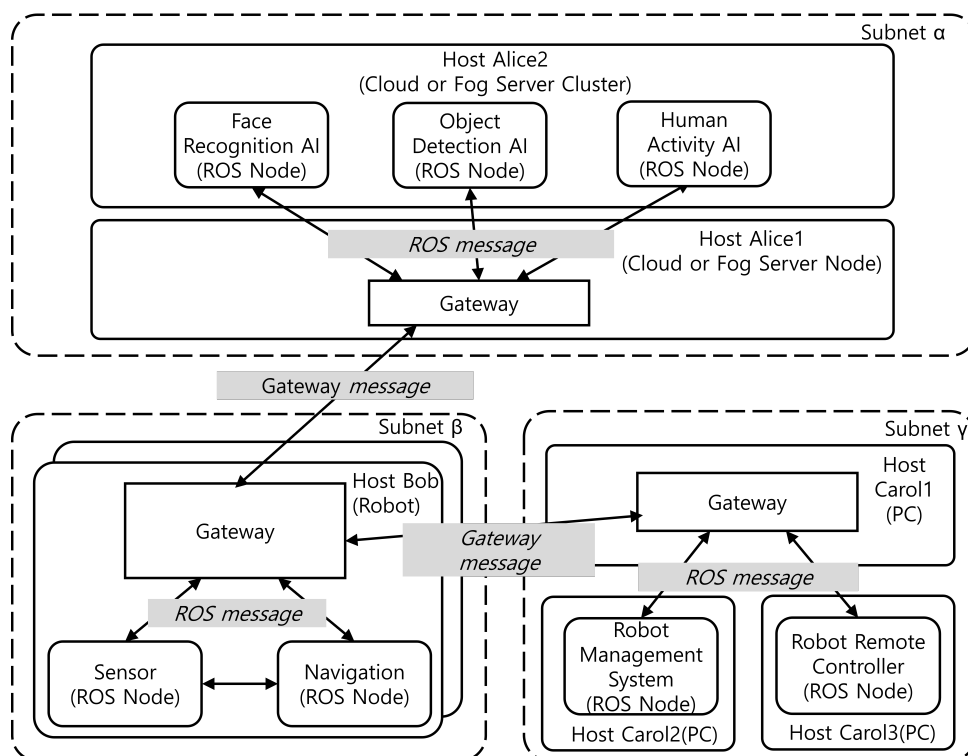 Subnet α
Host Alice2
(Cloud or Fog Server Cluster)
Face
Recognition AI
(ROS Node)
Object
Detection AI
(ROS Node)
Human
Activity AI
(ROS Node)
ROS message
Host Alice1
(Cloud or Fog Server Node)
Gateway
Gateway message
Subnet β
Host Bob
(Robot)
Gateway
ROS message
Sensor
(ROS Node)
Navigation
(ROS Node)
Gateway
message
Subnet γ
Host
Carol1
(PC)
Gateway
ROS message
Robot
Management
System
(ROS Node)
Host Carol2(PC)
Robot Remote
Controller
(ROS Node)
Host Carol3(PC)